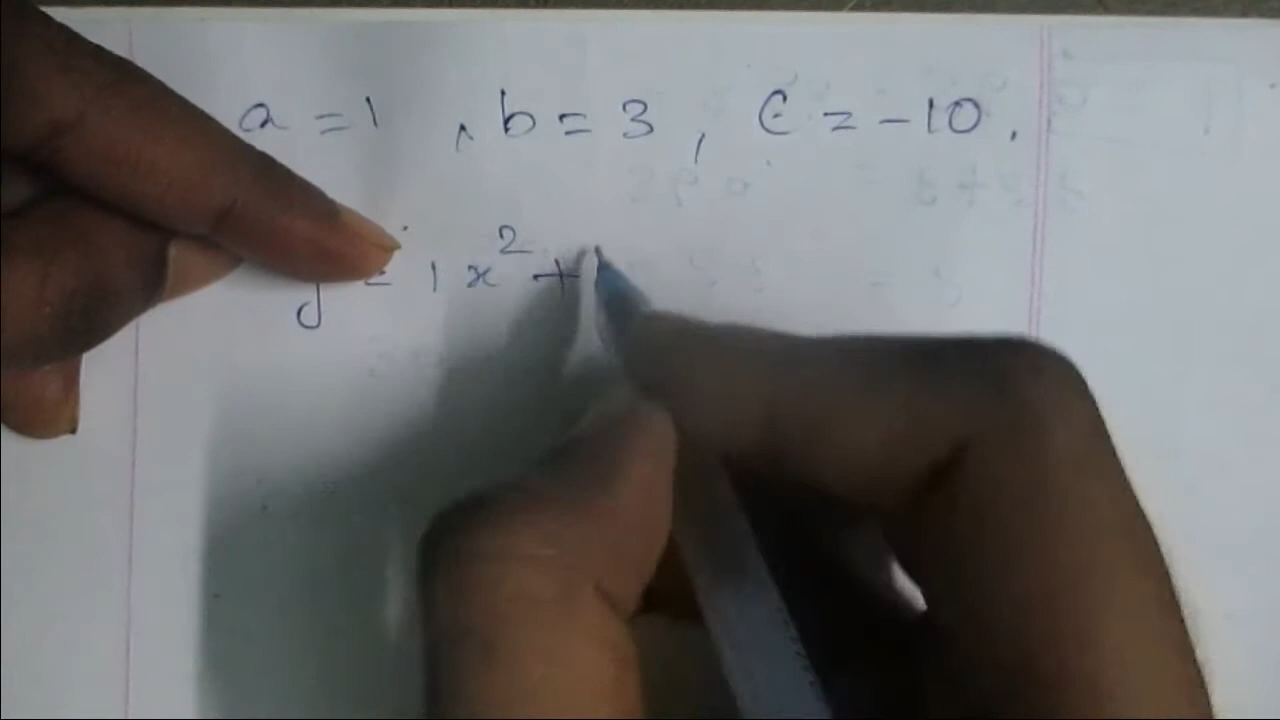 a = 1 , b = 3 , c = -10 .
y = 1x² +